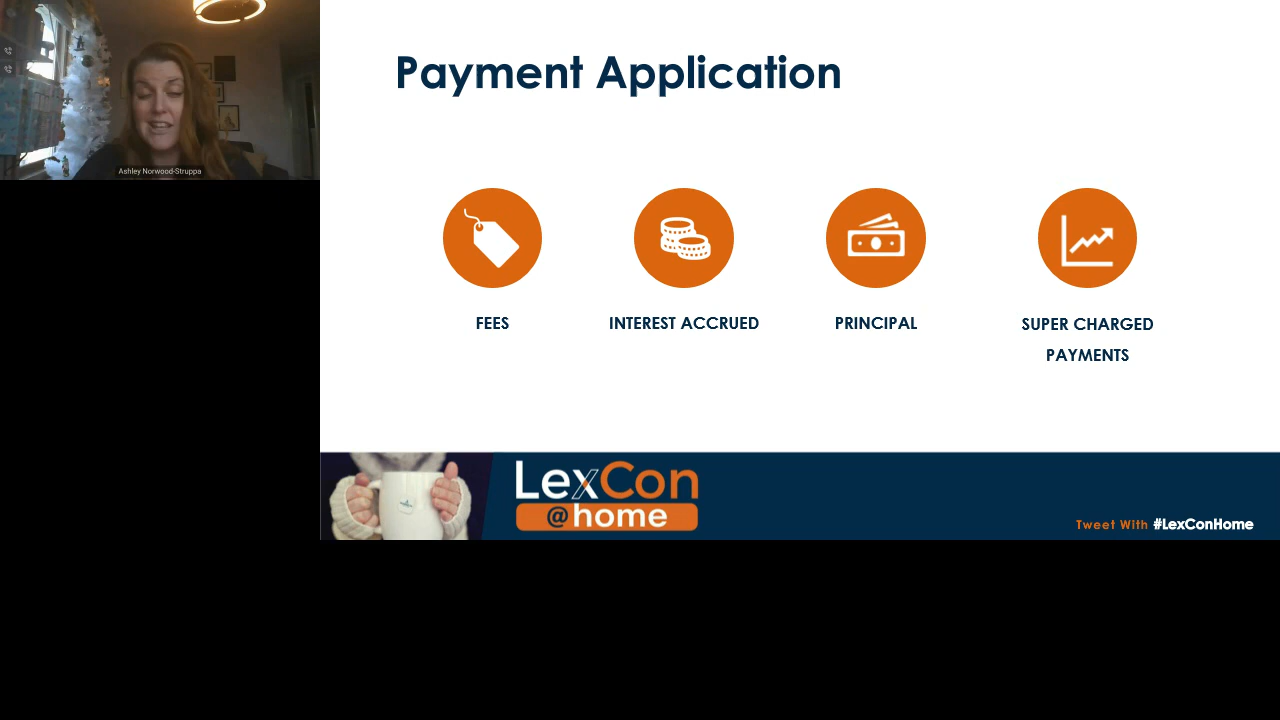 Payment Application
Ashley Norwood-Struppa
FEES
INTEREST ACCRUED
PRINCIPAL
SUPER CHARGED
PAYMENTS
LexCon
@home
Tweet With #LexConHome